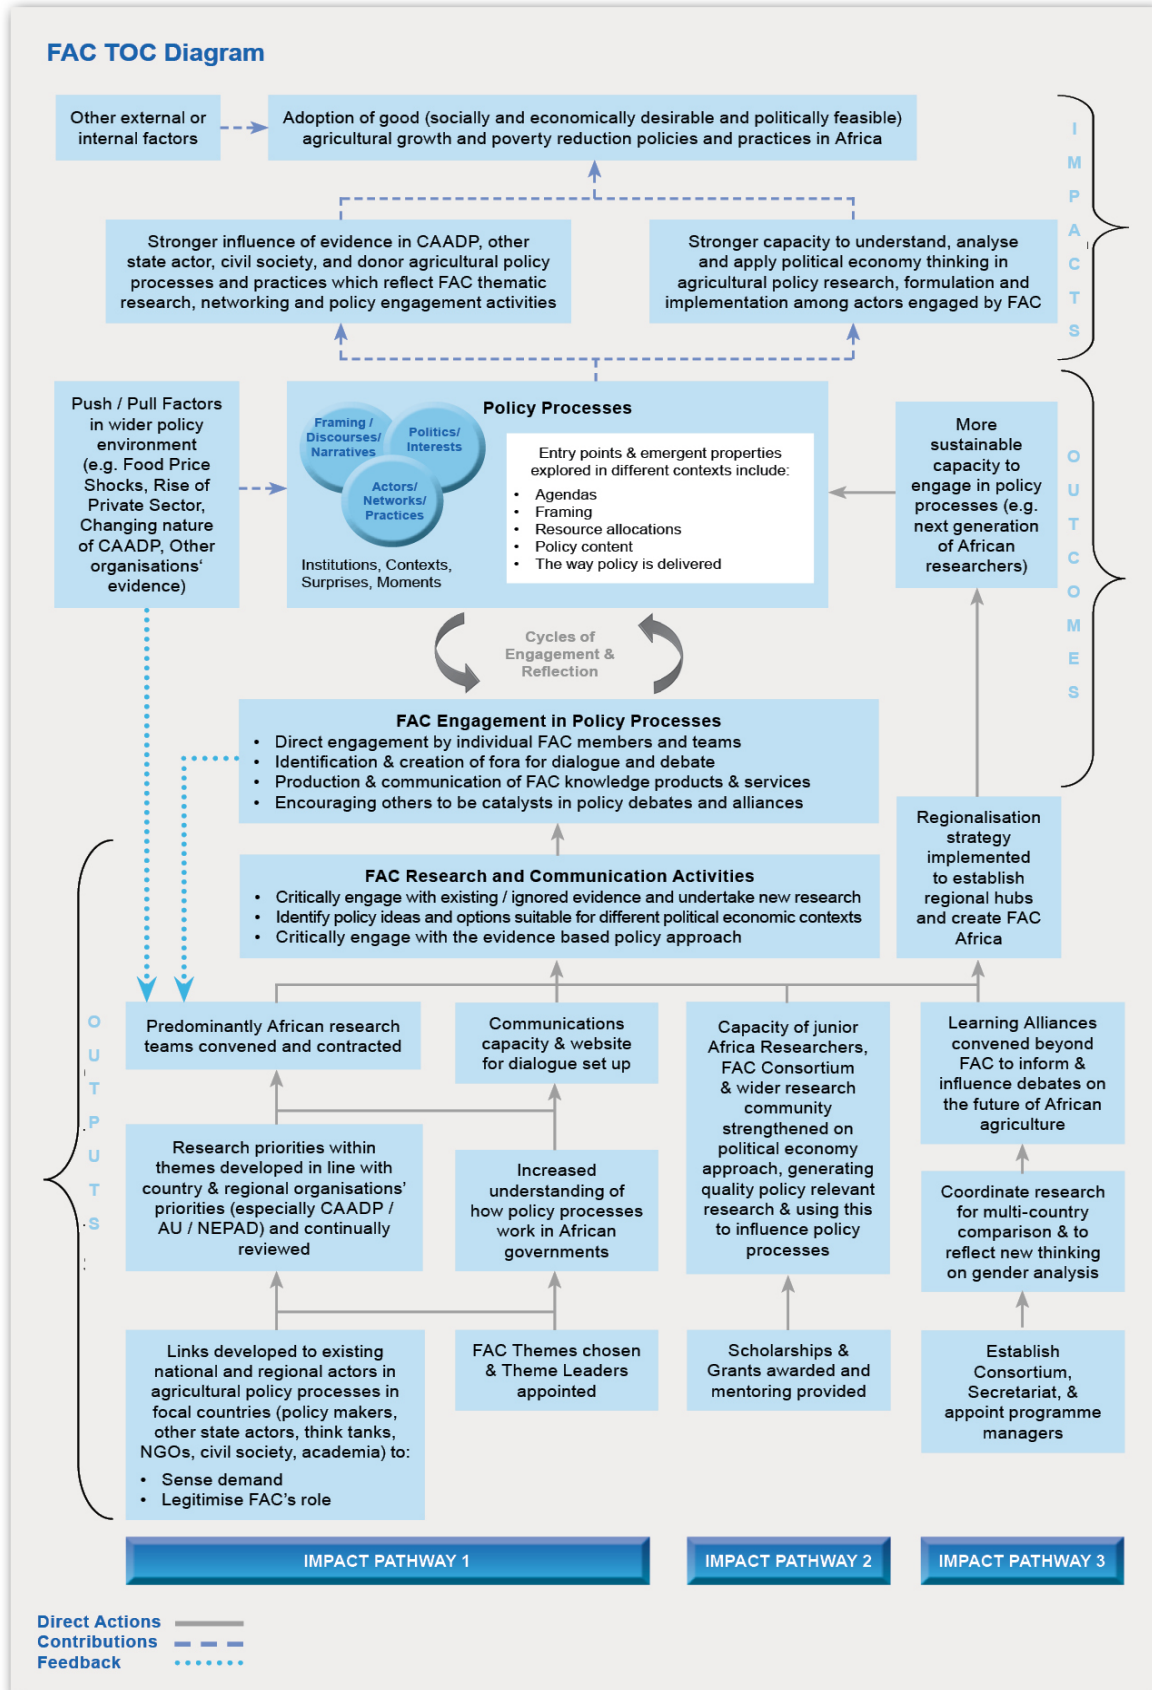 FAC TOC Diagram
Other external or
internal factors
Adoption of good (socially and economically desirable and politically feasible)
agricultural growth and poverty reduction policies and practices in Africa
I
M
P
A
C
T
S
Stronger influence of evidence in CAADP, other
state actor, civil society, and donor agricultural policy
processes and practices which reflect FAC thematic
research, networking and policy engagement activities
Stronger capacity to understand, analyse
and apply political economy thinking in
agricultural policy research, formulation and
implementation among actors engaged by FAC
Push / Pull Factors
in wider policy
environment
(e.g. Food Price
Shocks, Rise of
Private Sector,
Changing nature
of CAADP, Other
organisations‘
evidence)
Policy Processes
Framing /
Discourses/
Narratives
Politics/
Interests
Actors/
Networks/
Practices
Institutions, Contexts,
Surprises, Moments
Entry points & emergent properties
explored in different contexts include:
• Agendas
• Framing
• Resource allocations
• Policy content
• The way policy is delivered
More
sustainable
capacity to
engage in policy
processes (e.g.
next generation
of African
researchers)
O
U
T
C
O
M
E
S
Cycles of
Engagement &
Reflection
FAC Engagement in Policy Processes
• Direct engagement by individual FAC members and teams
• Identification & creation of fora for dialogue and debate
• Production & communication of FAC knowledge products & services
• Encouraging others to be catalysts in policy debates and alliances
Regionalisation
strategy
implemented
to establish
regional hubs
and create FAC
Africa
FAC Research and Communication Activities
• Critically engage with existing / ignored evidence and undertake new research
• Identify policy ideas and options suitable for different political economic contexts
• Critically engage with the evidence based policy approach
O
U
T
P
U
T
S
Predominantly African research
teams convened and contracted
Communications
capacity & website
for dialogue set up
Capacity of junior
Africa Researchers,
FAC Consortium
& wider research
community
strengthened on
political economy
approach, generating
quality policy relevant
research & using this
to influence policy
processes
Learning Alliances
convened beyond
FAC to inform &
influence debates on
the future of African
agriculture
Research priorities within
themes developed in line with
country & regional organisations’
priorities (especially CAADP /
AU / NEPAD) and continually
reviewed
Increased
understanding of
how policy processes
work in African
governments
Coordinate research
for multi-country
comparison & to
reflect new thinking
on gender analysis
Links developed to existing
national and regional actors in
agricultural policy processes in
focal countries (policy makers,
other state actors, think tanks,
NGOs, civil society, academia) to:
• Sense demand
• Legitimise FAC’s role
FAC Themes chosen
& Theme Leaders
appointed
Scholarships &
Grants awarded and
mentoring provided
Establish
Consortium,
Secretariat, &
appoint programme
managers
IMPACT PATHWAY 1
IMPACT PATHWAY 2
IMPACT PATHWAY 3
Direct Actions
Contributions
Feedback